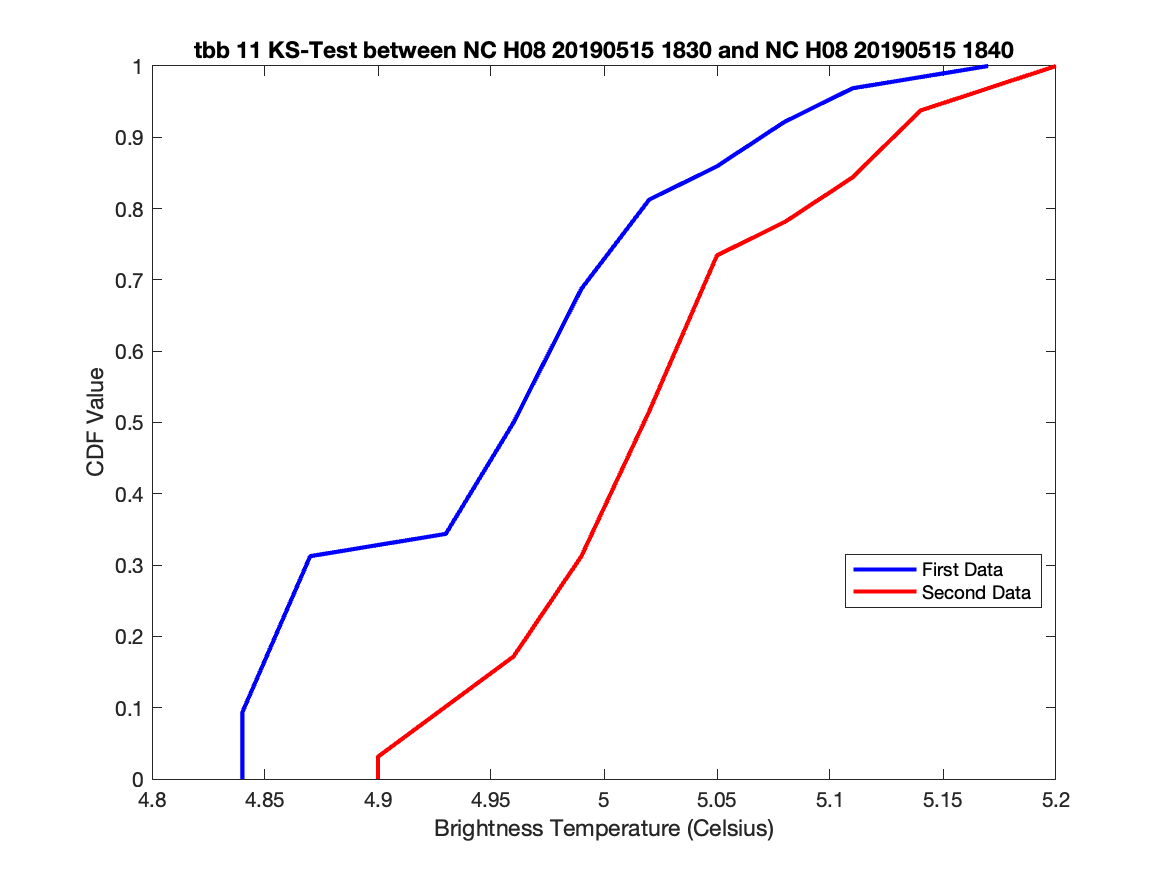 tbb 11 KS-Test between NC H08 20190515 1830 and NC H08 20190515 1840
1
0.9
0.8
0.7
0.6
0.5
0.4
0.3
0.2
0.1
0
CDF Value
First Data
Second Data
4.8 4.85 4.9 4.95 5 5.05 5.1 5.15 5.2
Brightness Temperature (Celsius)